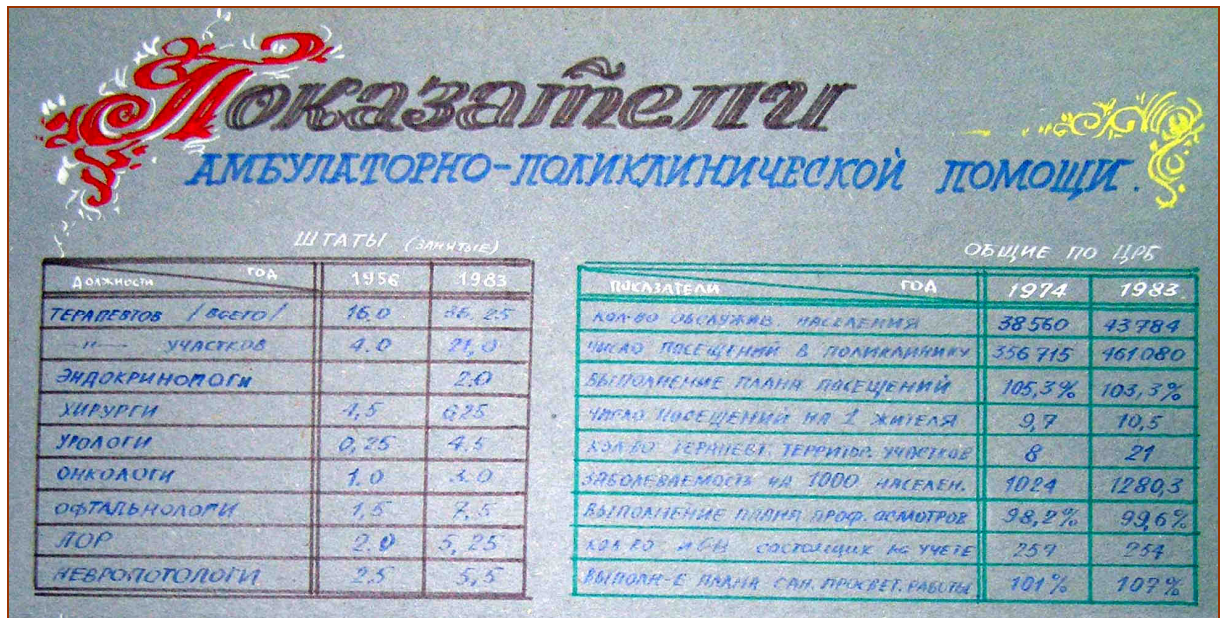 Показатели
АМБУЛАТОРНО-ПОЛИКЛИНИЧЕСКОЙ ПОМОЩИ.
ШТАТЫ (ЗАНЯТЫЕ)
ДОЛЖНОСТИ ГОД 1956 1983
ТЕРАПЕВТОВ /ВСЕГО/ 16.0 36,25
—"— УЧАСТКОВ 4.0 21,0
ЭНДОКРИНОЛОГИ 2.0
ХИРУРГИ 4,5 625
УРОЛОГИ 0,25 4.5
ОНКОЛОГИ 1.0 3.0
ОФТАЛЬНОЛОГИ 1,5 7,5
ЛОР 2.0 5,25
НЕВРОПОТОЛОГИ 2.5 5,5
ОБЩИЕ ПО ЦРБ
ПОКАЗАТЕЛИ ГОД 1974 1983.
КОЛ-ВО ОБСЛУЖИВ НАСЕЛЕНИЯ 38560 43784
ЧИСЛО ПОСЕЩЕНИЙ В ПОЛИКЛИНИКУ 356715 461080
ВЫПОЛНЕНИЕ ПЛАНА ПОСЕЩЕНИЙ 105,3% 103,3%
ЧИСЛО ПОСЕЩЕНИЙ НА 1 ЖИТЕЛЯ 9,7 10,5
КОЛ-ВО ТЕРАПЕВТ. ТЕРРИТОР. УЧАСТКОВ 8 21
ЗАБОЛЕВАЕМОСТЬ НА 1000 НАСЕЛЕН. 1024 1280,3
ВЫПОЛНЕНИЕ ПЛАНА ПРОФ. ОСМОТРОВ 98,2% 99,6%
КОЛ-ВО СОСТОЯЩИХ НА УЧЕТЕ 257 254
ВЫПОЛН-Е ПЛАНА САН. ПРОСВЕТ. РАБОТЫ 101% 107%